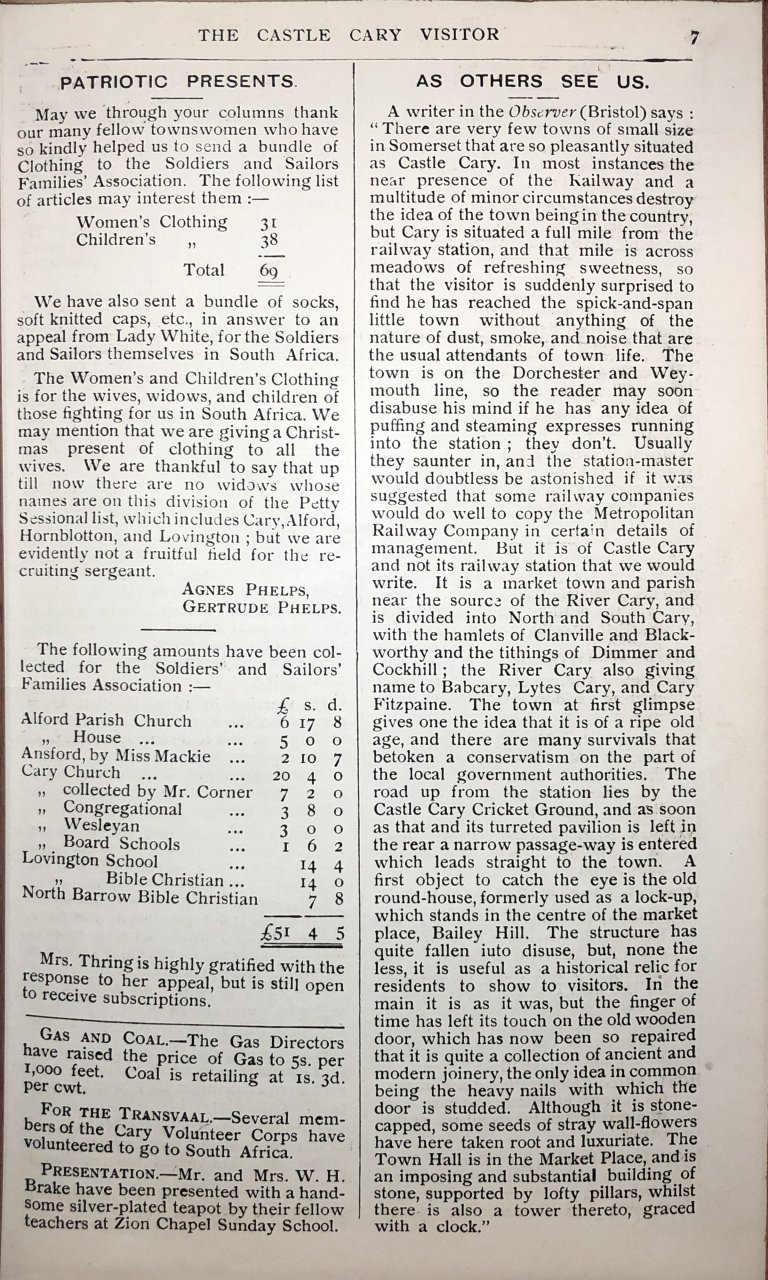 THE CASTLE CARY VISITOR 7
PATRIOTIC PRESENTS.
May we through your columns thank
our many fellow townswomen who have
so kindly helped us to send a bundle of
Clothing to the Soldiers and Sailors
Families' Association. The following list
of articles may interest them :—
Women's Clothing 31
Children's „ 38
Total 69
We have also sent a bundle of socks,
soft knitted caps, etc., in answer to an
appeal from Lady White, for the Soldiers
and Sailors themselves in South Africa.
The Women's and Children's Clothing
is for the wives, widows, and children of
those fighting for us in South Africa. We
may mention that we are giving a Christ-
mas present of clothing to all the
wives. We are thankful to say that up
till now there are no widows whose
names are on this division of the Petty
Sessional list, which includes Cary, Alford,
Hornblotton, and Lovington ; but we are
evidently not a fruitful field for the re-
cruiting sergeant.
AGNES PHELPS,
GERTRUDE PHELPS.
The following amounts have been col-
lected for the Soldiers' and Sailors'
Families Association :—
£ s. d.
Alford Parish Church ... 6 17 8
„ House ... ... 5 0 0
Ansford, by Miss Mackie ... 2 10 7
Cary Church ... ... 20 4 0
„ collected by Mr. Corner 7 2 0
„ Congregational ... 3 8 0
„ Wesleyan ... 3 0 0
„ Board Schools ... 1 6 2
Lovington School ... 14 4
„ Bible Christian ... 14 0
North Barrow Bible Christian 7 8
£51 4 5
Mrs. Thring is highly gratified with the
response to her appeal, but is still open
to receive subscriptions.
GAS AND COAL.—The Gas Directors
have raised the price of Gas to 5s. per
1,000 feet. Coal is retailing at 1s. 3d.
per cwt.
FOR THE TRANSVAAL.—Several mem-
bers of the Cary Volunteer Corps have
volunteered to go to South Africa.
PRESENTATION.—Mr. and Mrs. W. H.
Brake have been presented with a hand-
some silver-plated teapot by their fellow
teachers at Zion Chapel Sunday School.
AS OTHERS SEE US.
A writer in the Observer (Bristol) says :
“ There are very few towns of small size
in Somerset that are so pleasantly situated
as Castle Cary. In most instances the
near presence of the Railway and a
multitude of minor circumstances destroy
the idea of the town being in the country,
but Cary is situated a full mile from the
railway station, and that mile is across
meadows of refreshing sweetness, so
that the visitor is suddenly surprised to
find he has reached the spick-and-span
little town without anything of the
nature of dust, smoke, and noise that are
the usual attendants of town life. The
town is on the Dorchester and Wey-
mouth line, so the reader may soon
disabuse his mind if he has any idea of
puffing and steaming expresses running
into the station ; they don't. Usually
they saunter in, and the station-master
would doubtless be astonished if it was
suggested that some railway companies
would do well to copy the Metropolitan
Railway Company in certain details of
management. But it is of Castle Cary
and not its railway station that we would
write. It is a market town and parish
near the source of the River Cary, and
is divided into North and South Cary,
with the hamlets of Clanville and Black-
worthy and the tithings of Dimmer and
Cockhill ; the River Cary also giving
name to Babcary, Lytes Cary, and Cary
Fitzpaine. The town at first glimpse
gives one the idea that it is of a ripe old
age, and there are many survivals that
betoken a conservatism on the part of
the local government authorities. The
road up from the station lies by the
Castle Cary Cricket Ground, and as soon
as that and its turreted pavilion is left in
the rear a narrow passage-way is entered
which leads straight to the town. A
first object to catch the eye is the old
round-house, formerly used as a lock-up,
which stands in the centre of the market
place, Bailey Hill. The structure has
quite fallen iuto disuse, but, none the
less, it is useful as a historical relic for
residents to show to visitors. In the
main it is as it was, but the finger of
time has left its touch on the old wooden
door, which has now been so repaired
that it is quite a collection of ancient and
modern joinery, the only idea in common
being the heavy nails with which the
door is studded. Although it is stone-
capped, some seeds of stray wall-flowers
have here taken root and luxuriate. The
Town Hall is in the Market Place, and is
an imposing and substantial building of
stone, supported by lofty pillars, whilst
there is also a tower thereto, graced
with a clock.”